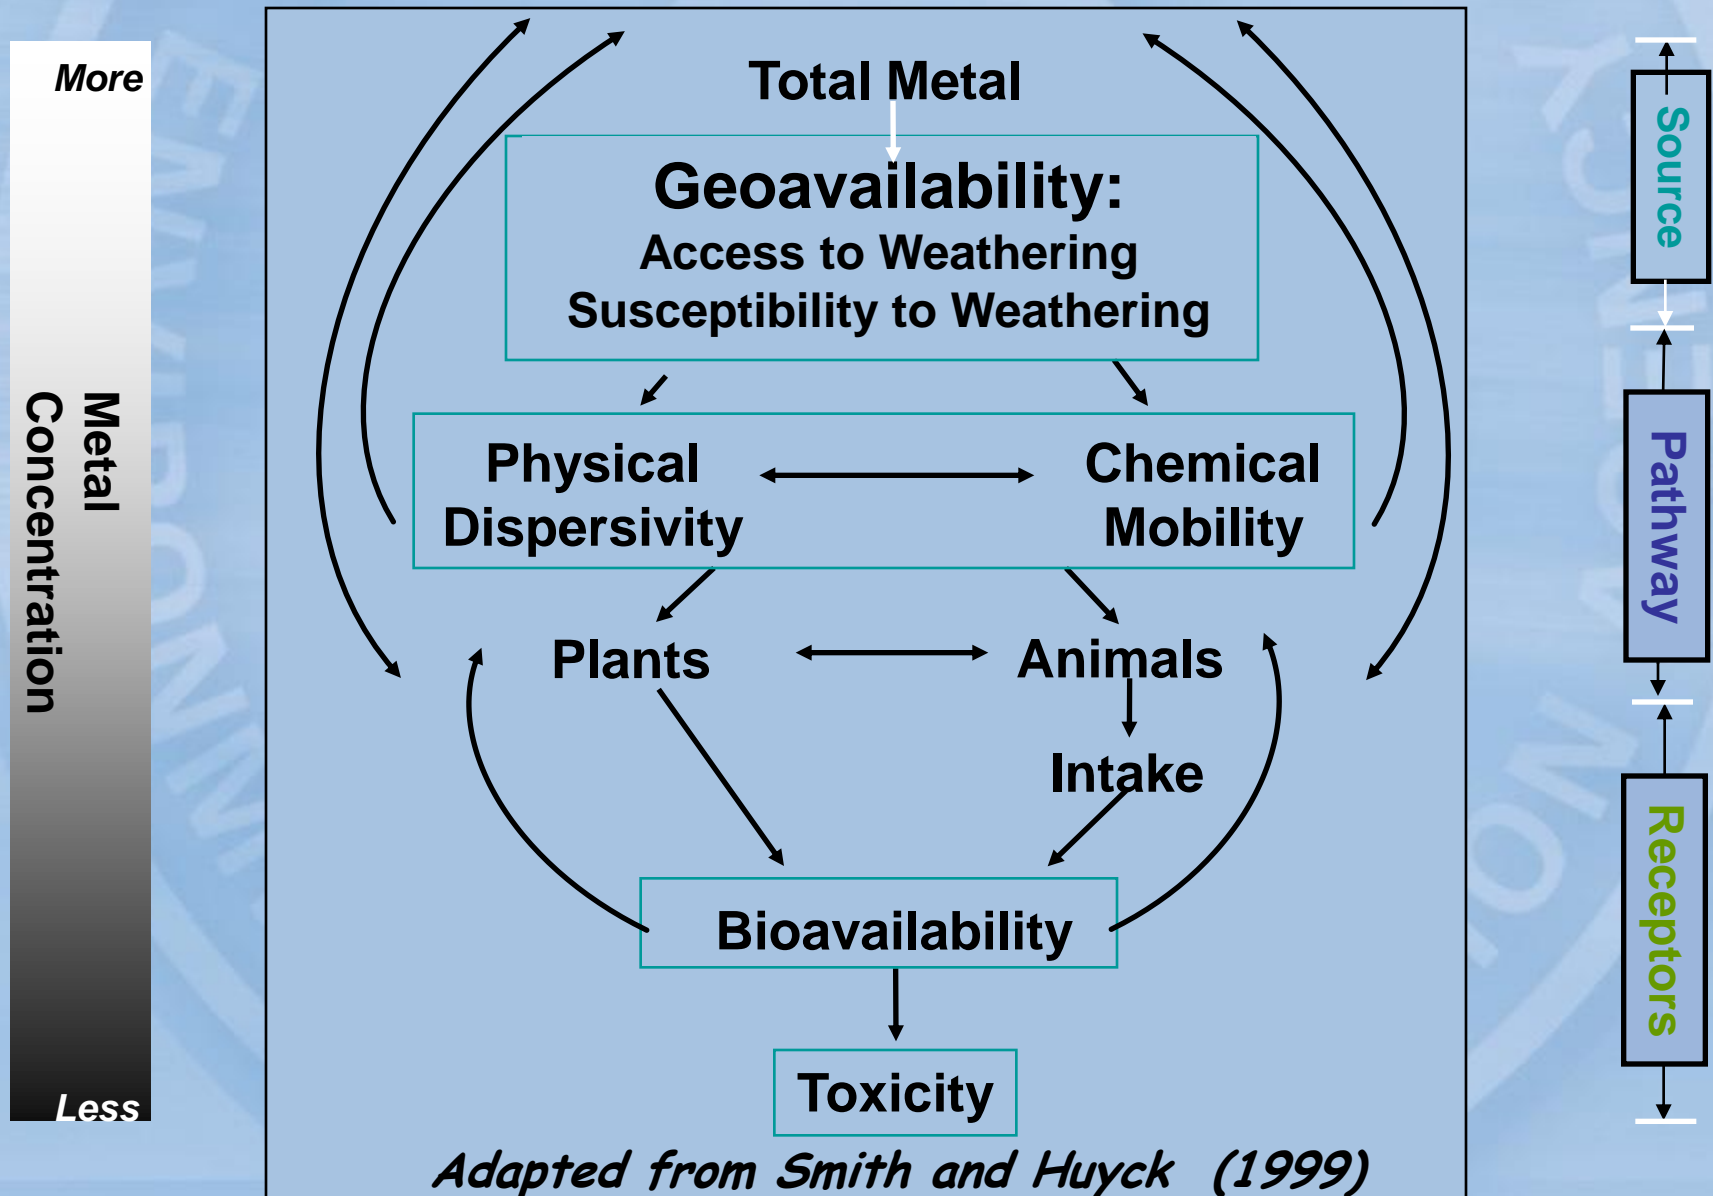 More
Metal
Concentration
Less
Total Metal
Geoavailability:
Access to Weathering
Susceptibility to Weathering
Physical
Dispersivity
Chemical
Mobility
Plants
Animals
Intake
Bioavailability
Toxicity
Adapted from Smith and Huyck (1999)
Source
Pathway
Receptors